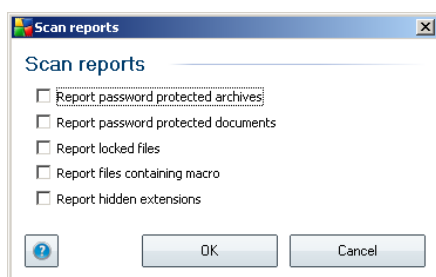 Scan reports
Scan reports
Report password protected archives
Report password protected documents
Report locked files
Report files containing macro
Report hidden extensions
?
OK
Cancel